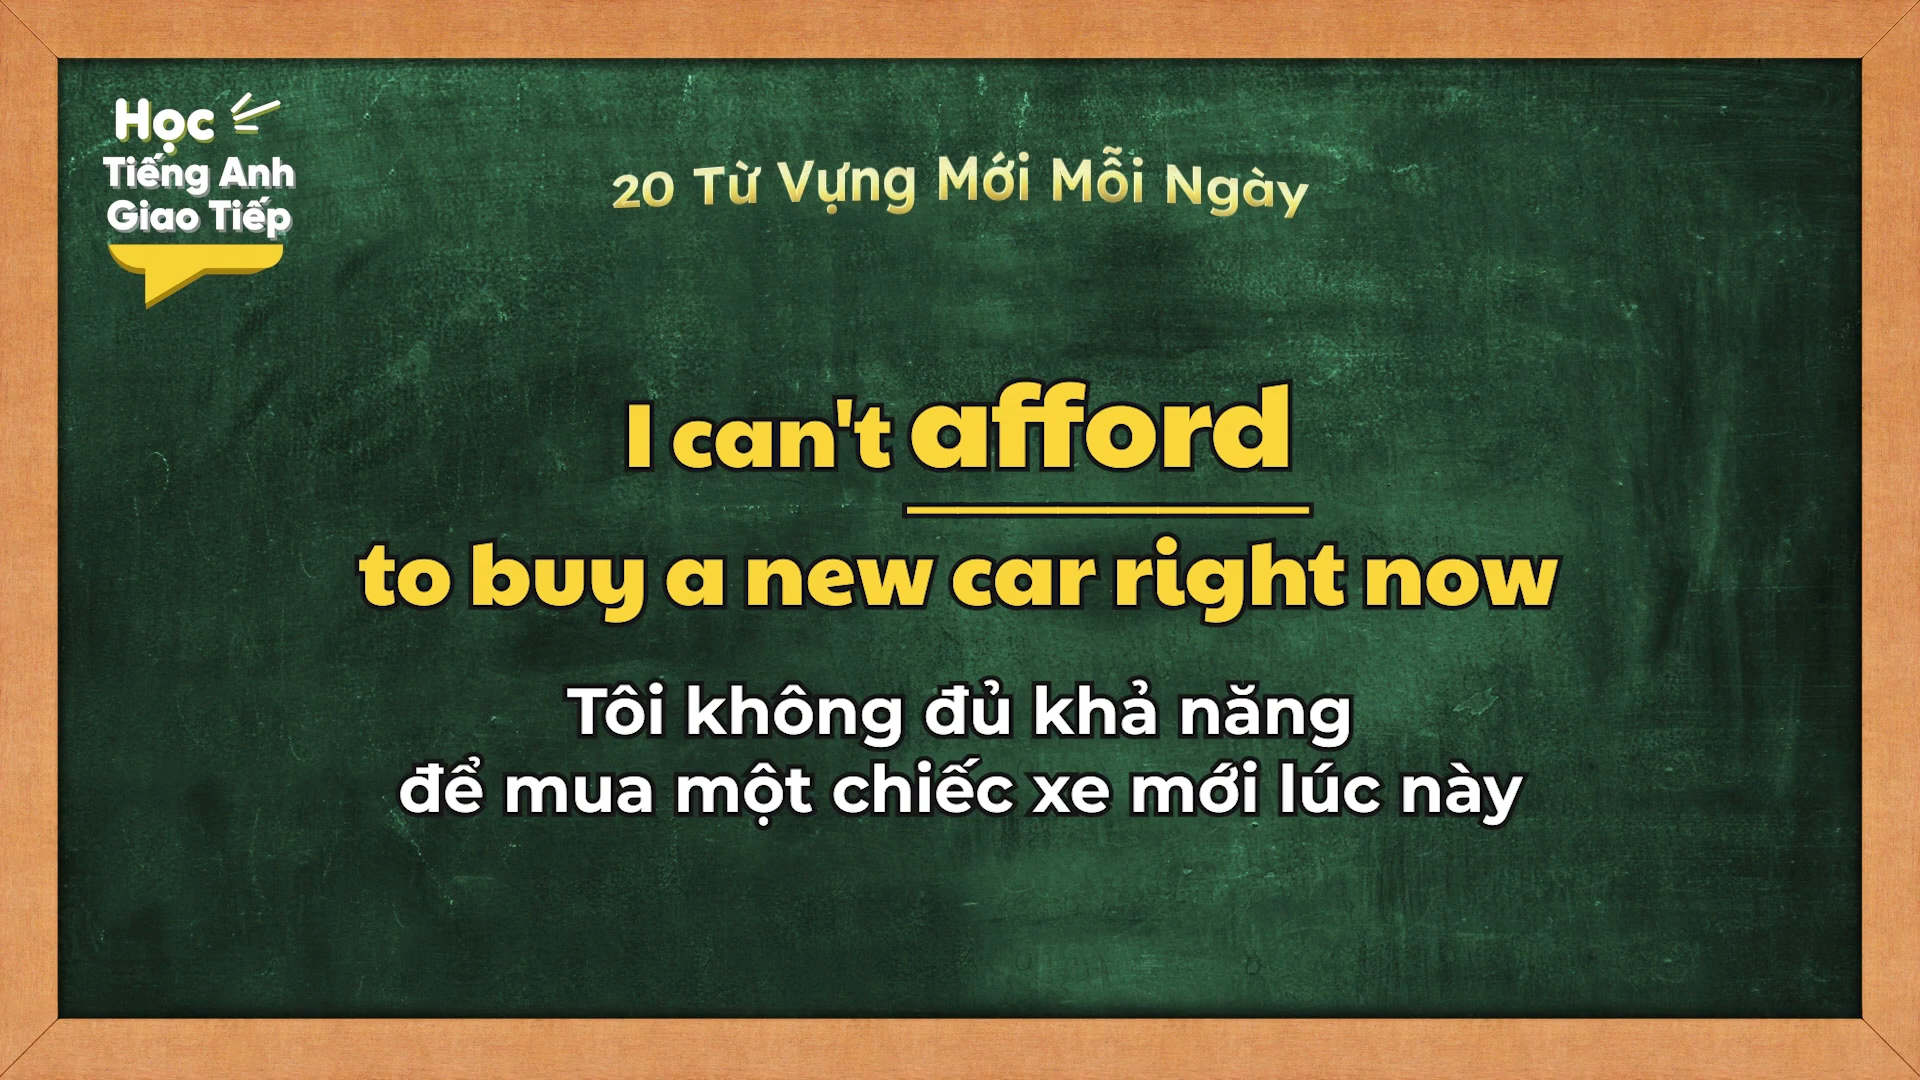 Học
Tiếng Anh
Giao Tiếp
20 Từ Vựng Mới Mỗi Ngày
I can't afford
to buy a new car right now
Tôi không đủ khả năng
để mua một chiếc xe mới lúc này